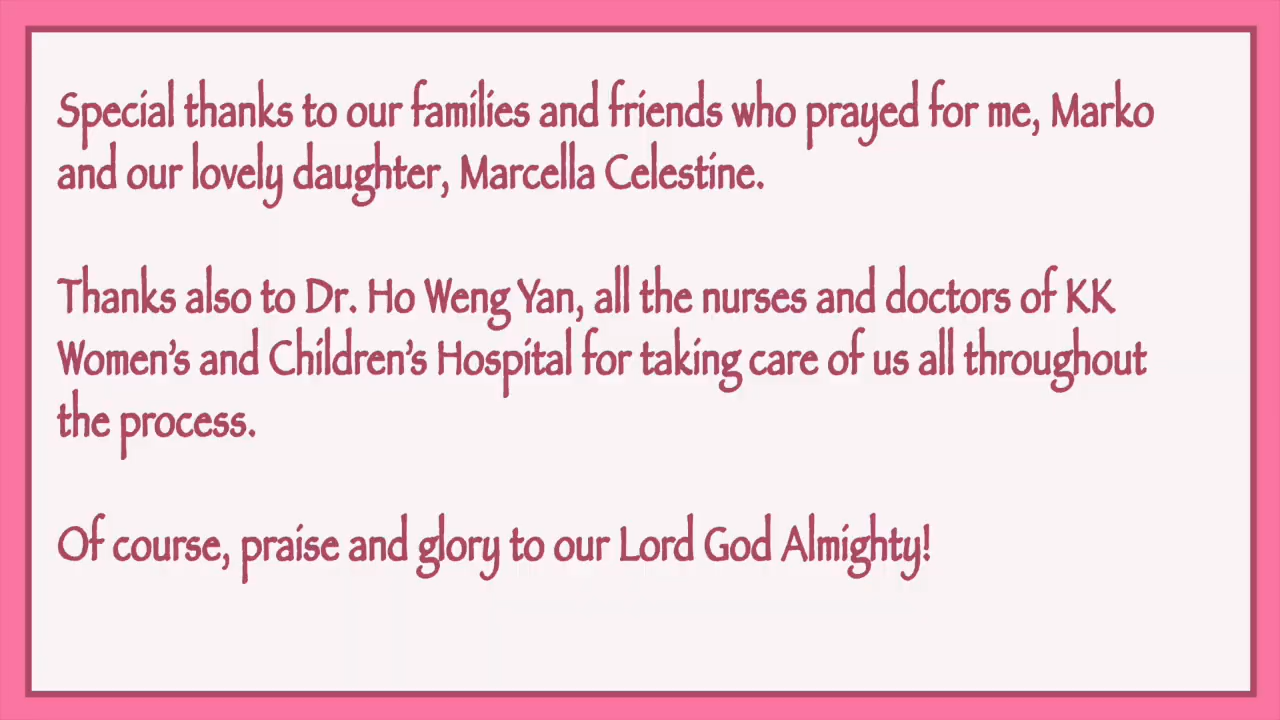 Special thanks to our families and friends who prayed for me, Marko
and our lovely daughter, Marcella Celestine.
Thanks also to Dr. Ho Weng Yan, all the nurses and doctors of KK
Women’s and Children’s Hospital for taking care of us all throughout
the process.
Of course, praise and glory to our Lord God Almighty!